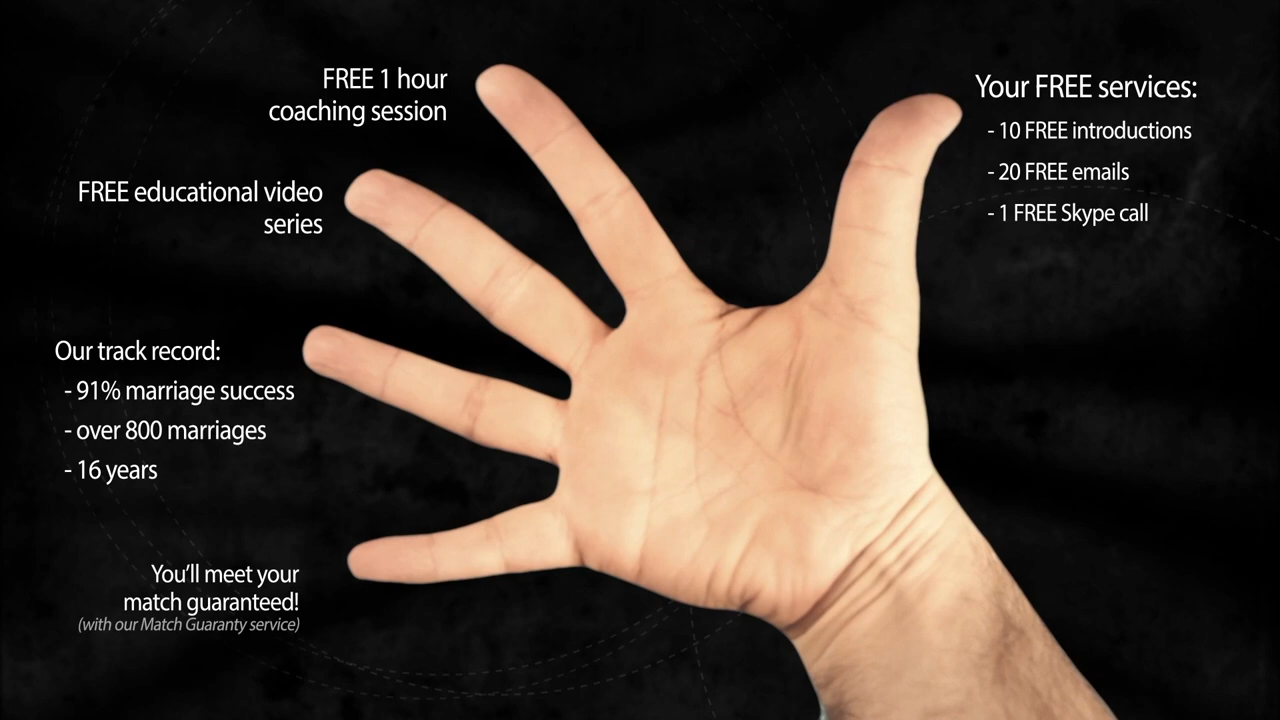 FREE 1 hour
coaching session
FREE educational video
series
Our track record:
- 91% marriage success
- over 800 marriages
- 16 years
You'll meet your
match guaranteed!
(with our Match Guaranty service)
Your FREE services:
- 10 FREE introductions
- 20 FREE emails
- 1 FREE Skype call